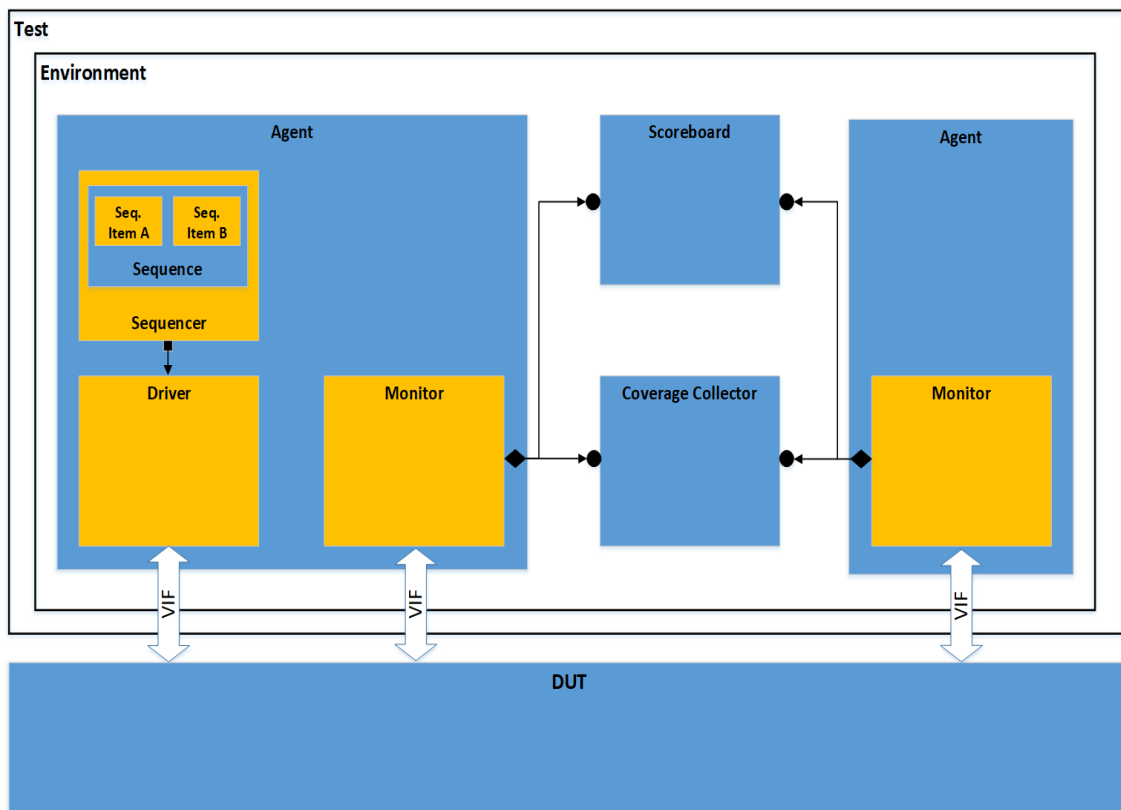 Test
Environment
Agent
Scoreboard
Agent
Seq.
Item A
Seq.
Item B
Sequence
Sequencer
Driver
Monitor
Coverage Collector
Monitor
VIF
VIF
VIF
DUT